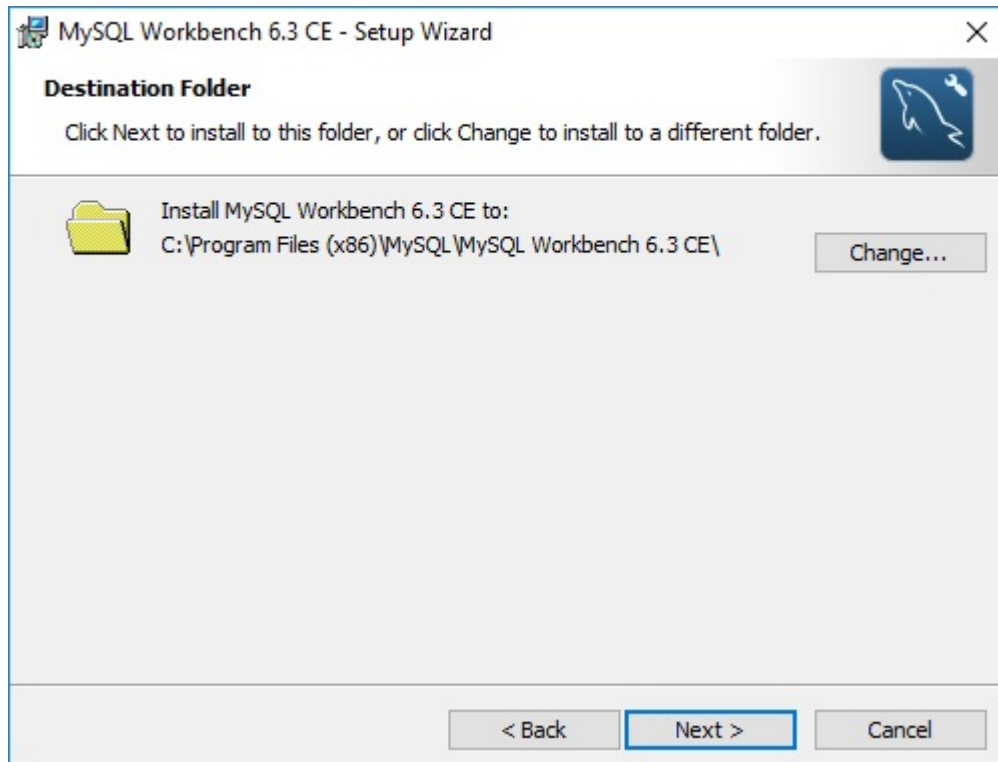 MySQL Workbench 6.3 CE - Setup Wizard
Destination Folder
Click Next to install to this folder, or click Change to install to a different folder.
Install MySQL Workbench 6.3 CE to:
C:\Program Files (x86)\MySQL\MySQL Workbench 6.3 CE\
Change...
< Back
Next >
Cancel